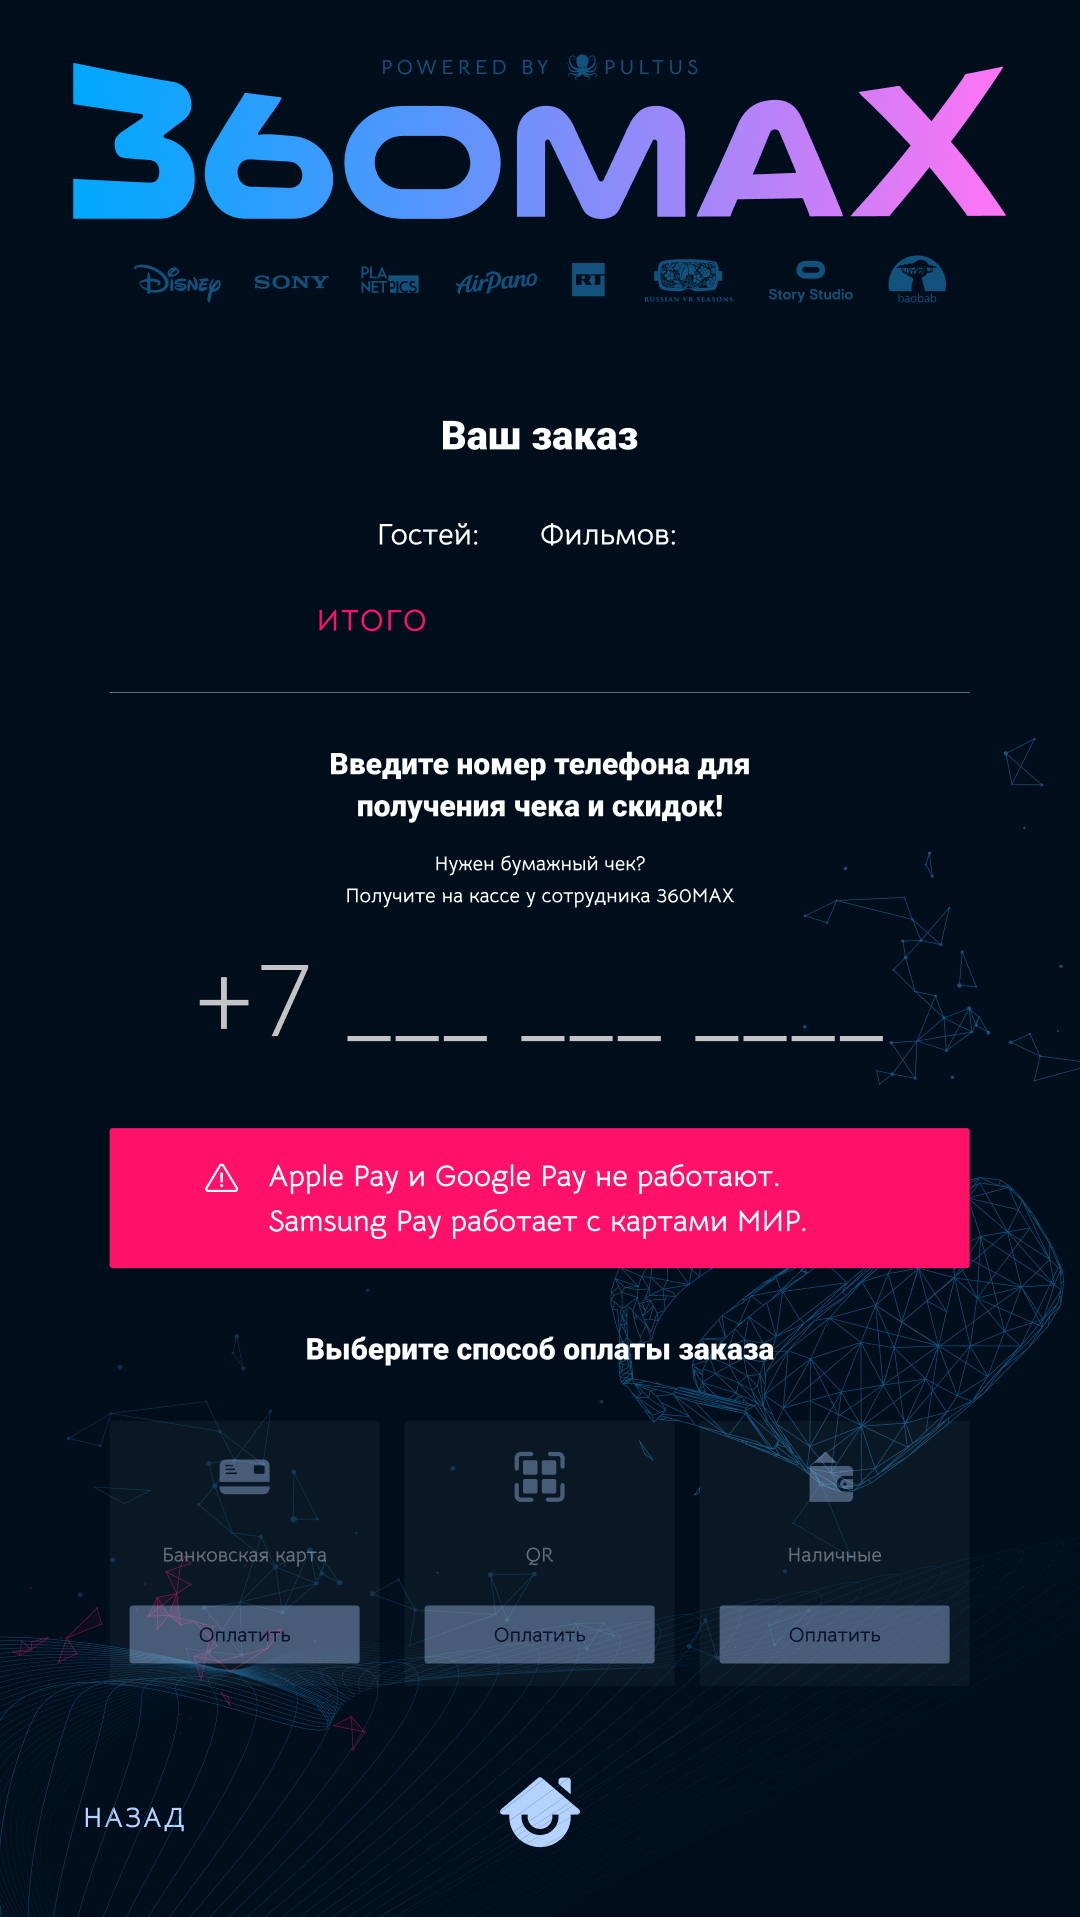 POWERED BY PULTUS
360MAX
Disney SONY PLANETPICS AirPano RT RUSSIAN VR SEASONS Story Studio baobab
Ваш заказ
Гостей: Фильмов:
ИТОГО
Введите номер телефона для
получения чека и скидок!
Нужен бумажный чек?
Получите на кассе у сотрудника 360MAX
+7 ___ ___ ____
Apple Pay и Google Pay не работают.
Samsung Pay работает с картами МИР.
Выберите способ оплаты заказа
Банковская карта QR Наличные
Оплатить Оплатить Оплатить
НАЗАД